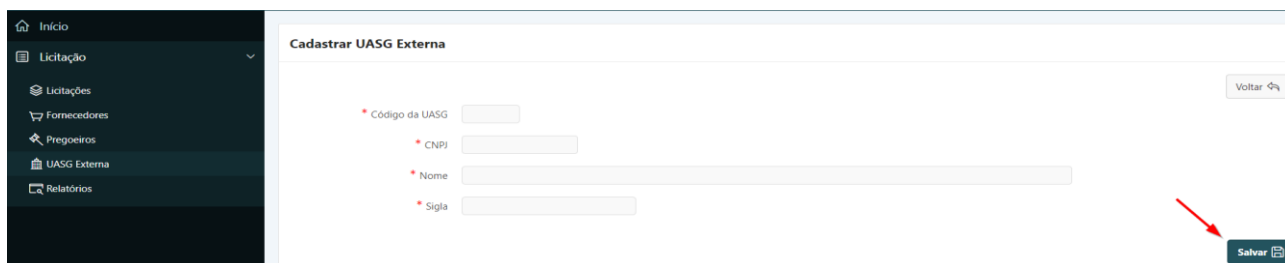 Início
Licitação
Licitações
Fornecedores
Pregoeiros
UASG Externa
Relatórios
Cadastrar UASG Externa
Voltar
* Código da UASG
* CNPJ
* Nome
* Sigla
Salvar